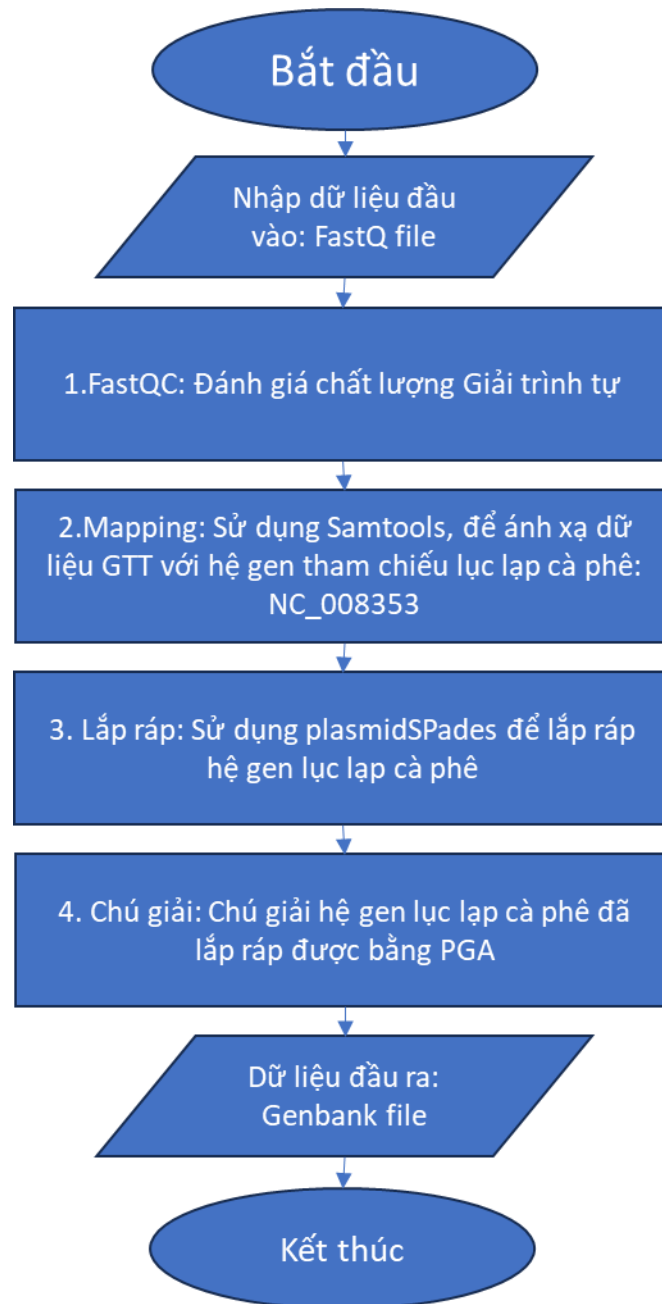 Bắt đầu
Nhập dữ liệu đầu
vào: FastQ file
1.FastQC: Đánh giá chất lượng Giải trình tự
2.Mapping: Sử dụng Samtools, để ánh xạ dữ
liệu GTT với hệ gen tham chiếu lục lạp cà phê:
NC_008353
3. Lắp ráp: Sử dụng plasmidSPades để lắp ráp
hệ gen lục lạp cà phê
4. Chú giải: Chú giải hệ gen lục lạp cà phê đã
lắp ráp được bằng PGA
Dữ liệu đầu ra:
Genbank file
Kết thúc